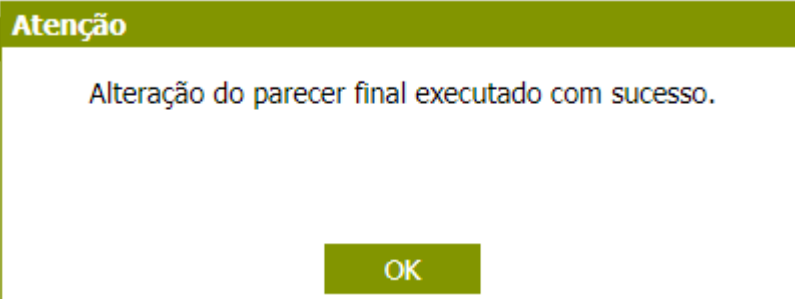 Atenção
Alteração do parecer final executado com sucesso.
OK